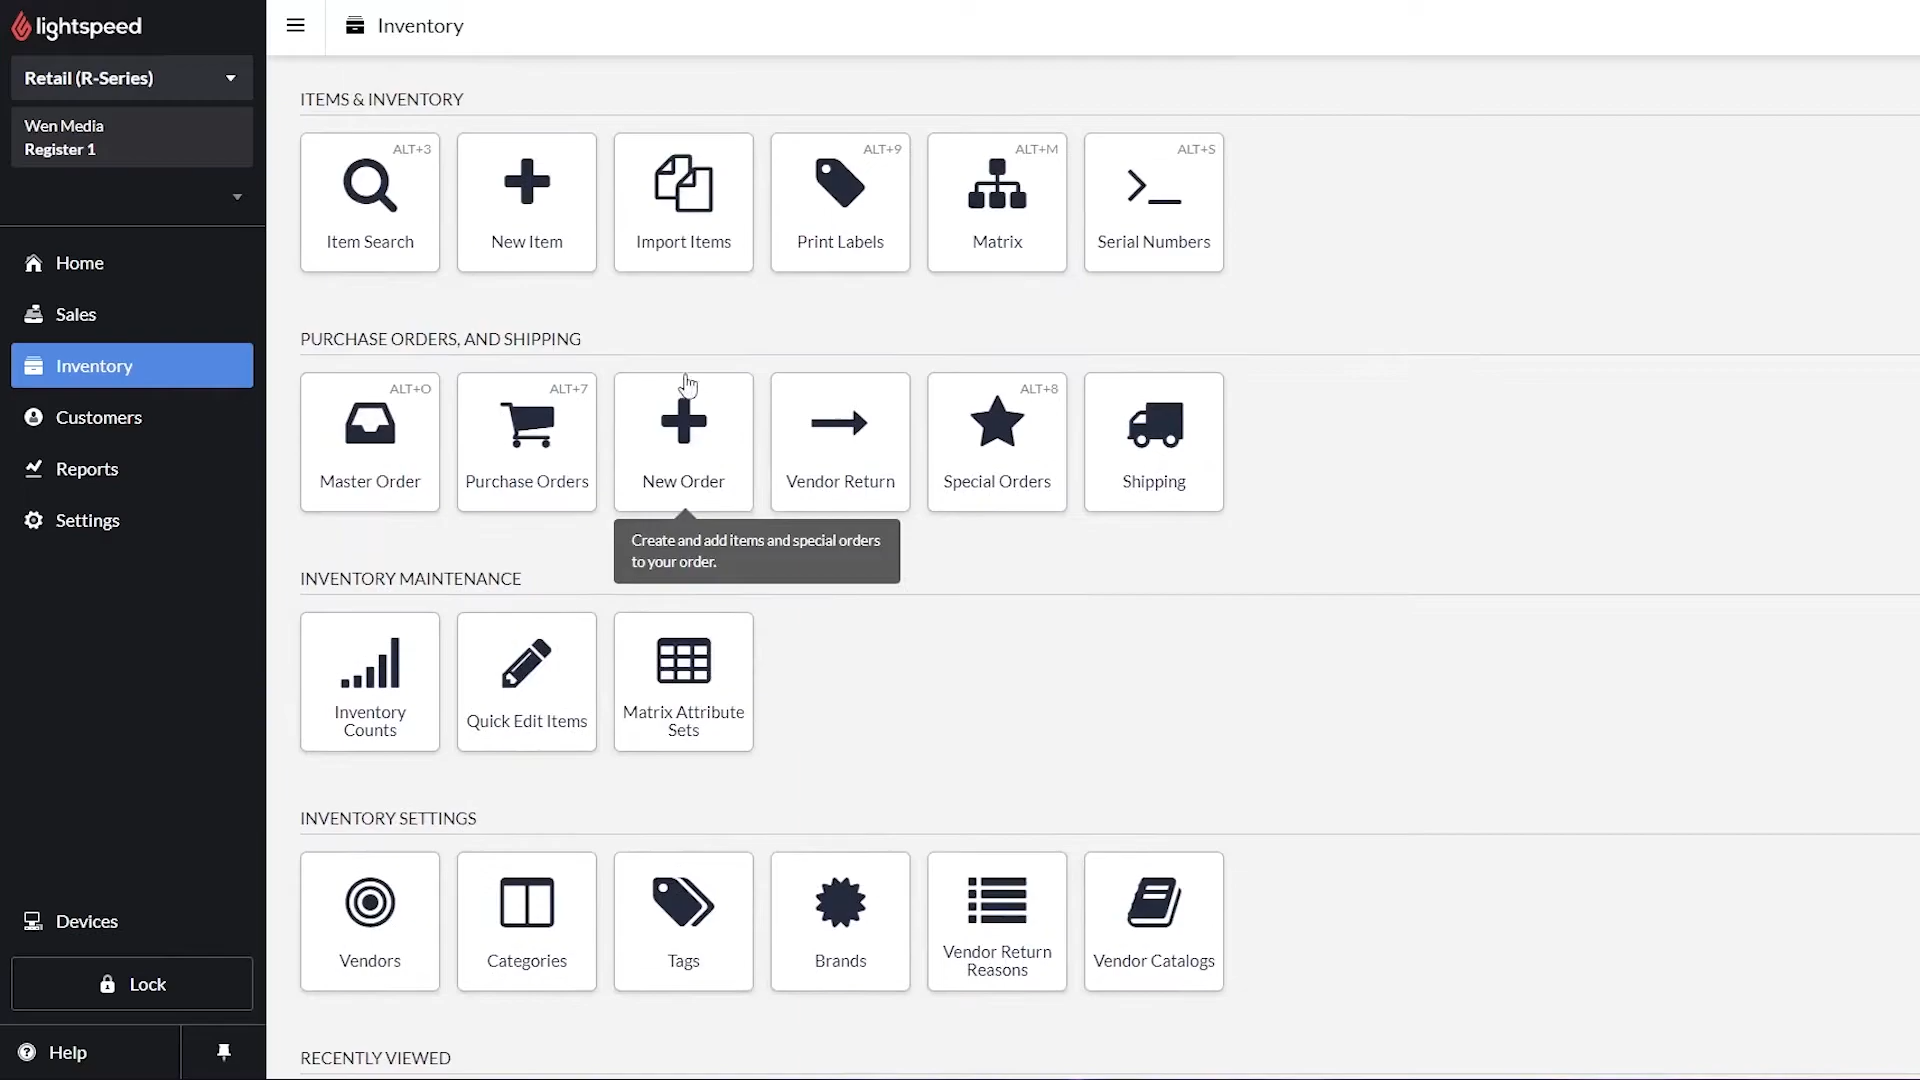 lightspeed
Retail (R-Series)
Wen Media
Register 1
Home
Sales
Inventory
Customers
Reports
Settings
Devices
Lock
Help
Inventory
ITEMS & INVENTORY
ALT+3
Item Search
New Item
Import Items
ALT+9
Print Labels
ALT+M
Matrix
ALT+S
Serial Numbers
PURCHASE ORDERS, AND SHIPPING
ALT+O
Master Order
ALT+7
Purchase Orders
New Order
Vendor Return
ALT+8
Special Orders
Shipping
Create and add items and special orders
to your order.
INVENTORY MAINTENANCE
Inventory
Counts
Quick Edit Items
Matrix Attribute
Sets
INVENTORY SETTINGS
Vendors
Categories
Tags
Brands
Vendor Return
Reasons
Vendor Catalogs
RECENTLY VIEWED